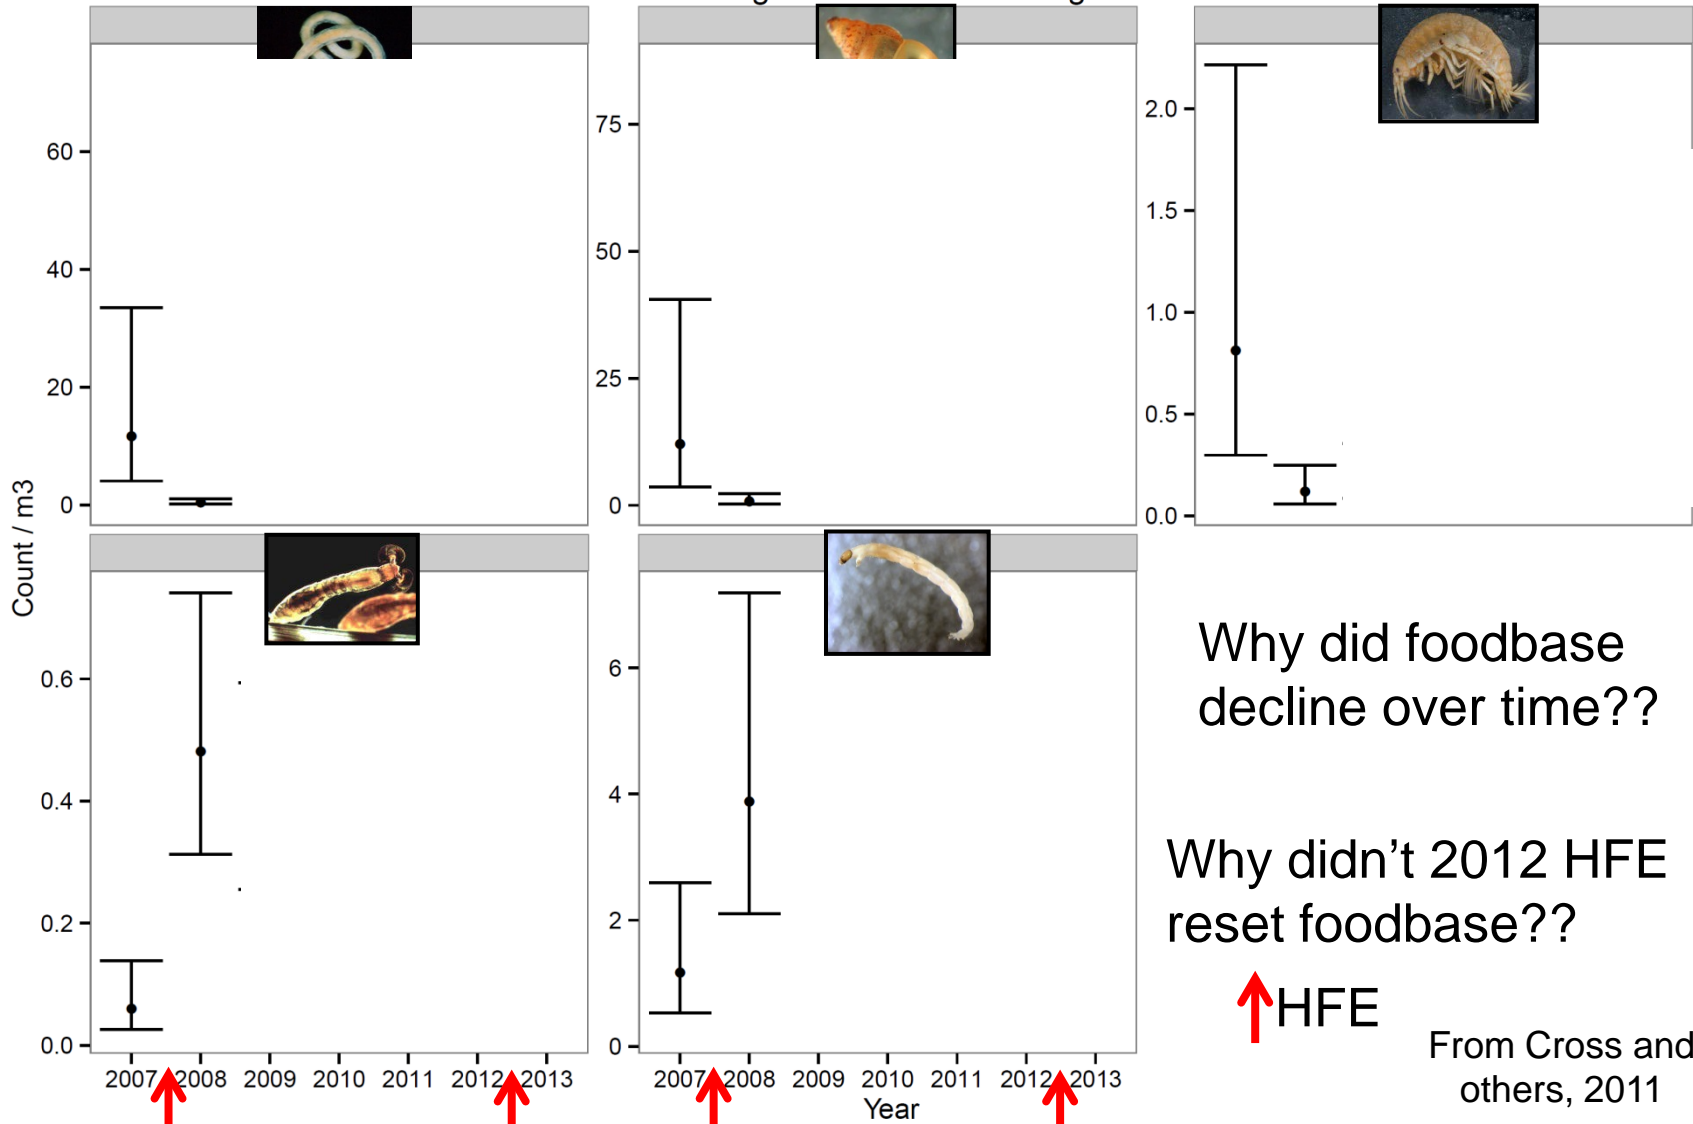 60
40
20
0
75
50
25
0
2.0
1.5
1.0
0.5
0.0
Count / m3
0.6
0.4
0.2
0.0
2007 2008 2009 2010 2011 2012 2013
6
4
2
0
2007 2008 2009 2010 2011 2012 2013
Year
Why did foodbase
decline over time??
Why didn’t 2012 HFE
reset foodbase??
HFE
From Cross and
others, 2011